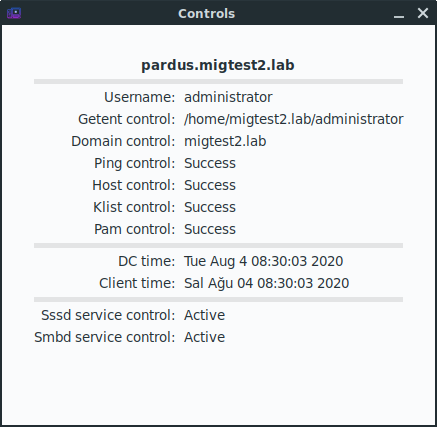 Controls
pardus.migtest2.lab
Username: administrator
Getent control: /home/migtest2.lab/administrator
Domain control: migtest2.lab
Ping control: Success
Host control: Success
Klist control: Success
Pam control: Success
DC time: Tue Aug 4 08:30:03 2020
Client time: Sal Ağu 04 08:30:03 2020
Sssd service control: Active
Smbd service control: Active